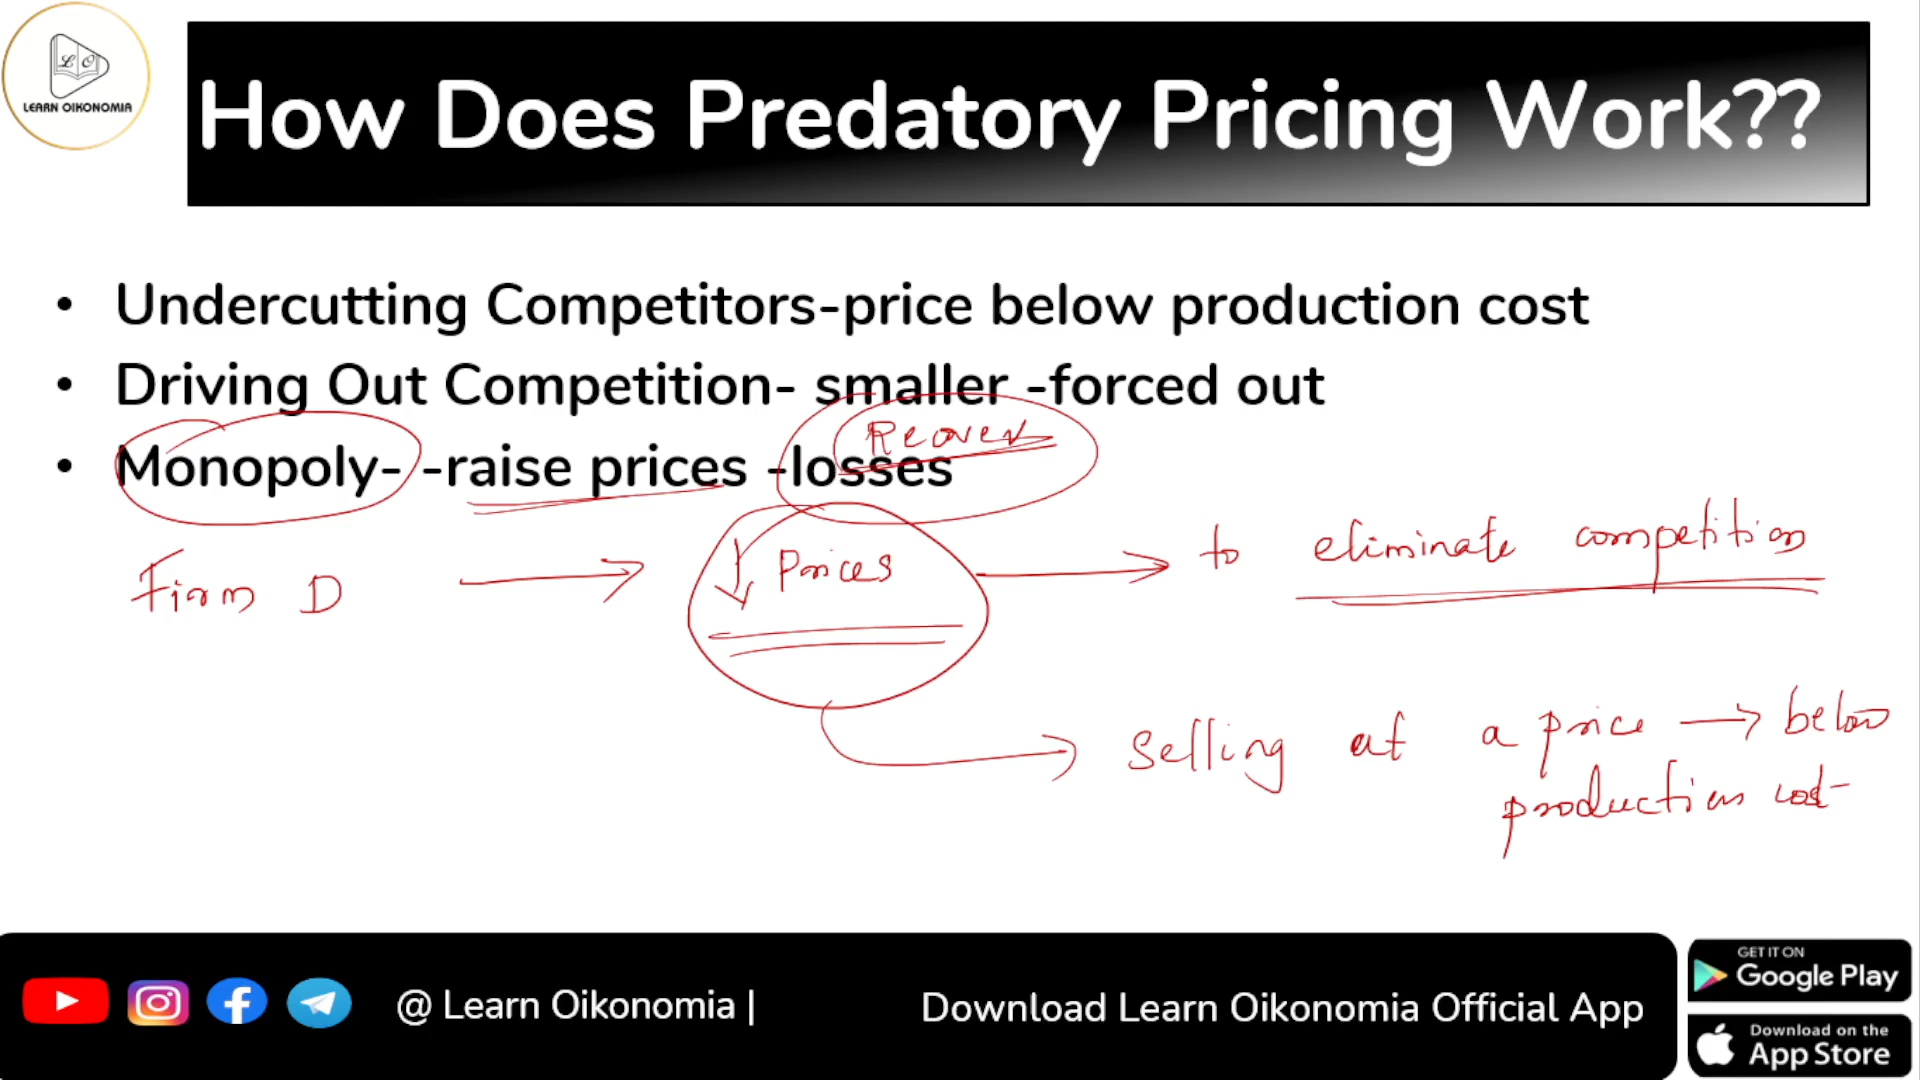 LO
LEARN OIKONOMIA
How Does Predatory Pricing Work??
• Undercutting Competitors-price below production cost
• Driving Out Competition- smaller -forced out
Recover
• Monopoly- -raise prices -losses
Firm D → ↓ Prices → to eliminate competition
→ Selling at a price → below
production cost
@ Learn Oikonomia |
Download Learn Oikonomia Official App
GET IT ON
Google Play
Download on the
App Store